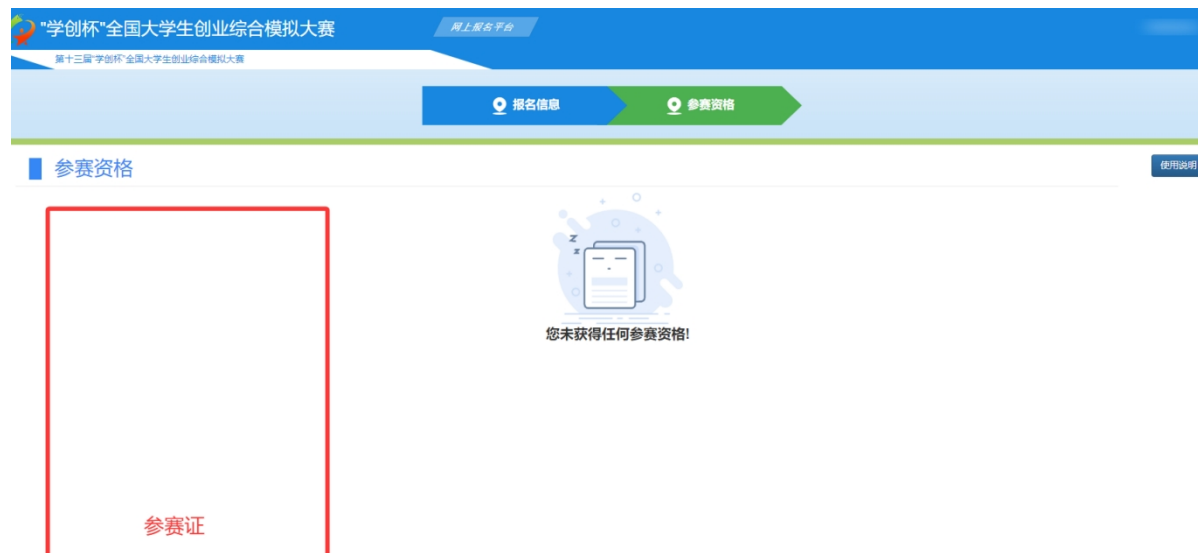 "学创杯"全国大学生创业综合模拟大赛
网上报名平台
第十三届"学创杯"全国大学生创业综合模拟大赛
报名信息
参赛资格
参赛资格
使用说明
z
z
您未获得任何参赛资格!
参赛证